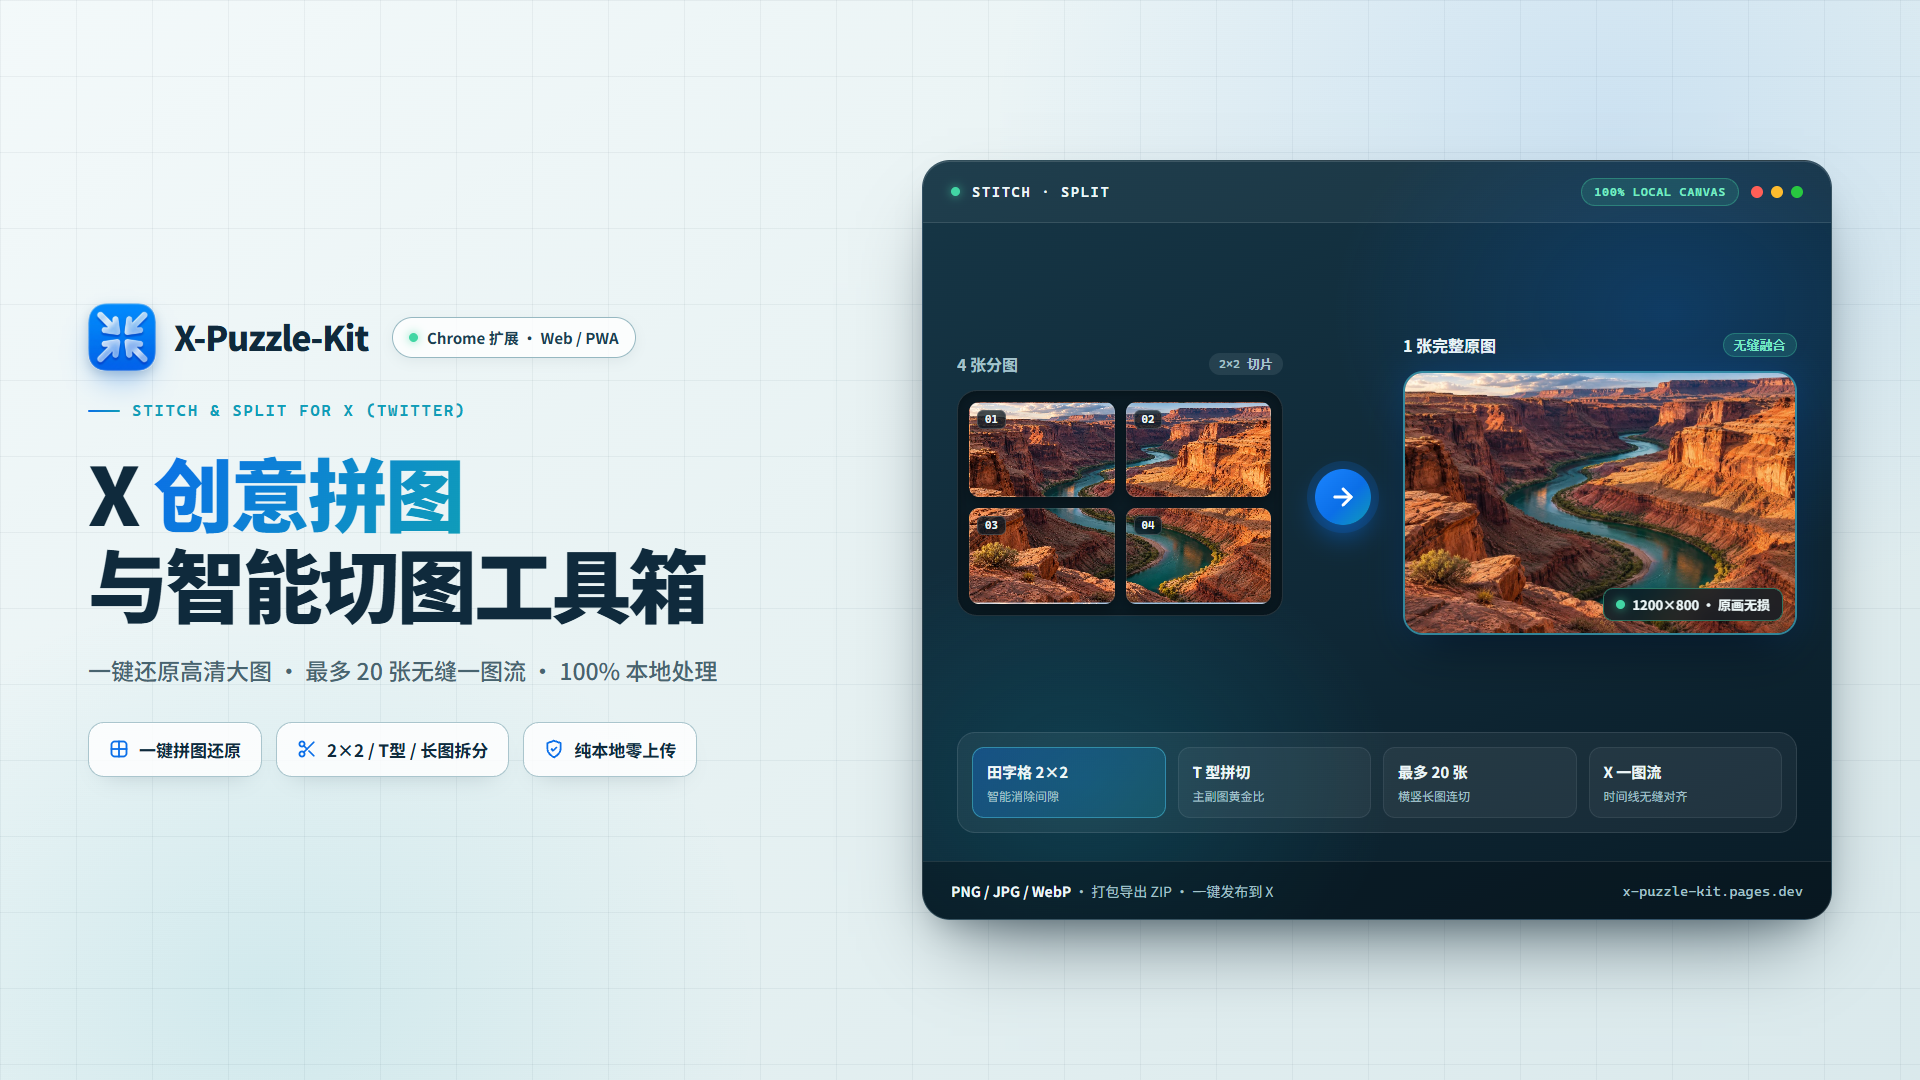 X-Puzzle-Kit
Chrome 扩展 • Web / PWA
STITCH & SPLIT FOR X (TWITTER)
X 创意拼图
与智能切图工具箱
一键还原高清大图 • 最多 20 张无缝一图流 • 100% 本地处理
一键拼图还原
2×2 / T型 / 长图拆分
纯本地零上传
STITCH · SPLIT
100% LOCAL CANVAS
4 张分图
2×2 切片
01
02
03
04
1 张完整原图
无缝融合
1200×800 • 原画无损
田字格 2×2
智能消除间隙
T 型拼切
主副图黄金比
最多 20 张
横竖长图连切
X 一图流
时间线无缝对齐
PNG / JPG / WebP • 打包导出 ZIP • 一键发布到 X
x-puzzle-kit.pages.dev